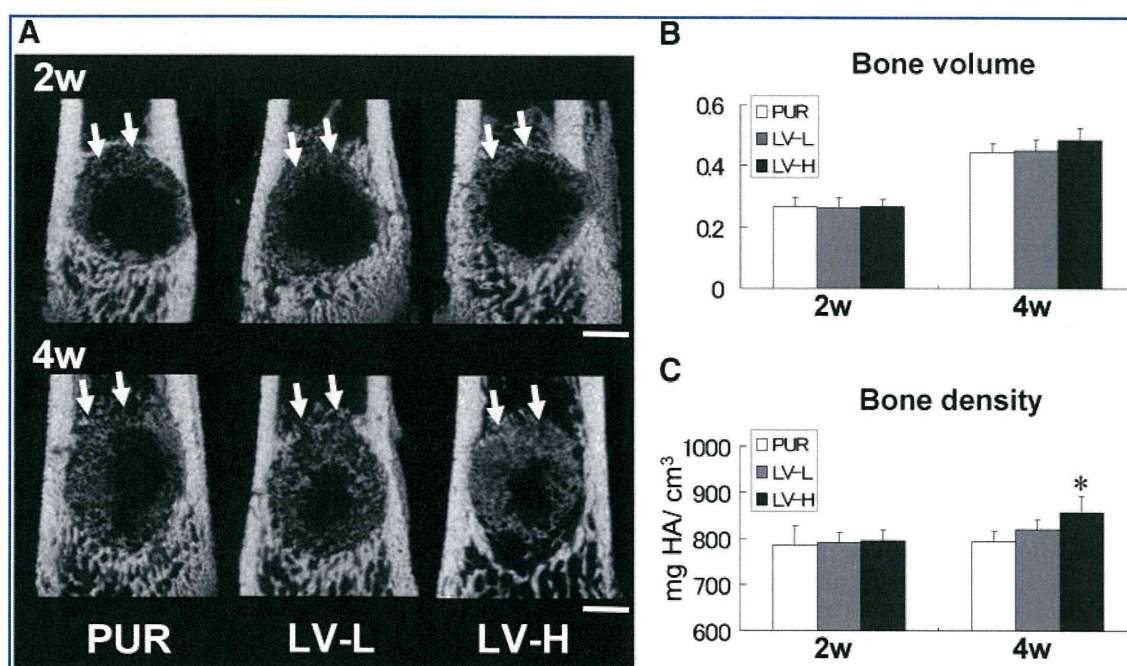 A
2w
4w
PUR LV-L LV-H
B
Bone volume
0.6
0.4
0.2
0
PUR
LV-L
LV-H
2w 4w
C
Bone density
mg HA/ cm³
1000
900
800
700
600
PUR
LV-L
LV-H
*
2w 4w